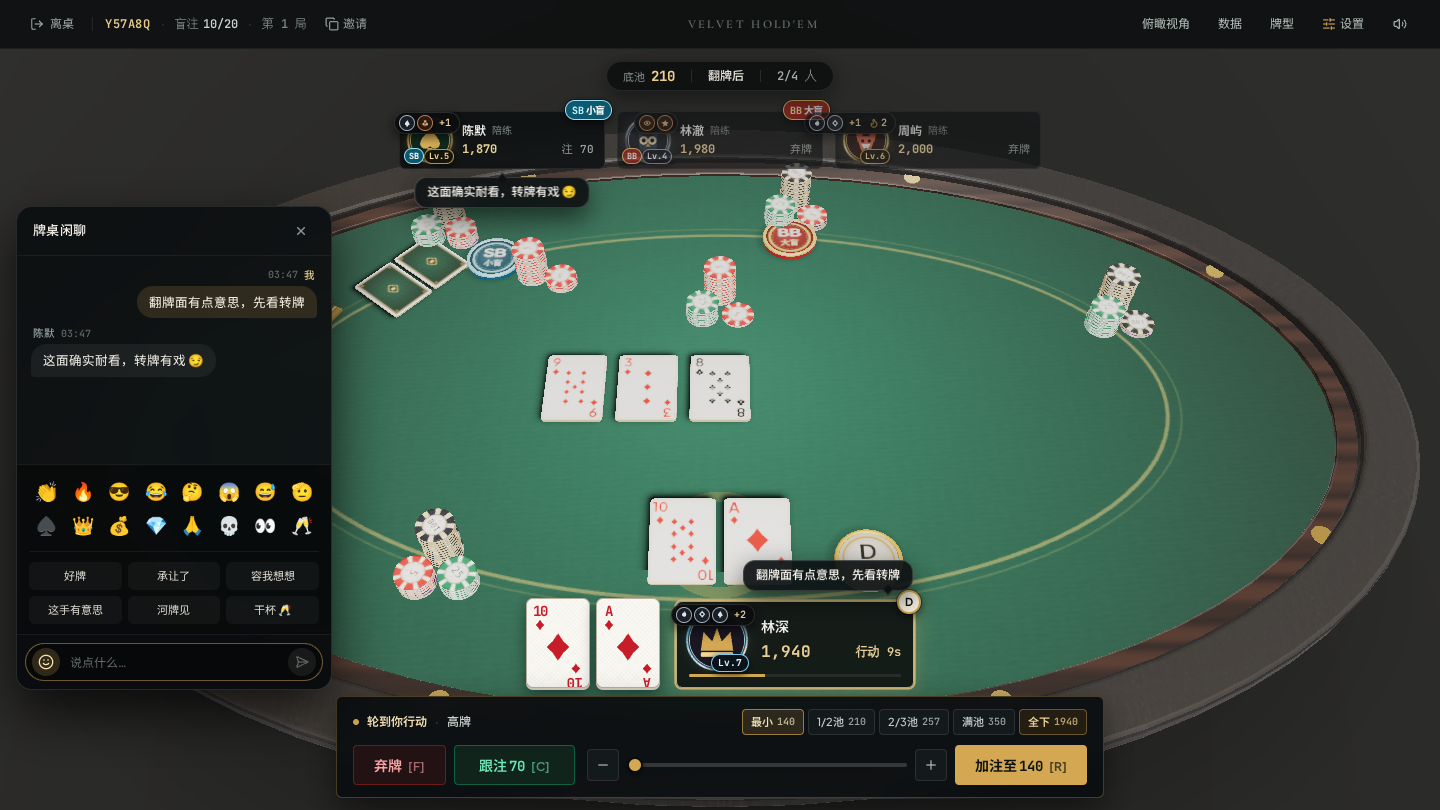 离桌 Y57A8Q · 盲注 10/20 · 第 1 局 邀请 VELVET HOLD'EM 俯瞰视角 数据 牌型 设置
底池 210 翻牌后 2/4 人
SB 小盲 BB 大盲
+1 陈默 陪练 林澈 陪练 +1 2 周屿 陪练
SB Lv.5 1,870 注 70 BB Lv.4 1,980 弃牌 Lv.6 2,000 弃牌
这面确实耐看，转牌有戏😏
SB 小盲
BB 大盲
牌桌闲聊
03:47 我
翻牌面有点意思，先看转牌
陈默 03:47
这面确实耐看，转牌有戏😏
好牌 承让了 容我想想
这手有意思 河牌见 干杯🥂
说点什么…
9 9 3 3 8 8
10 10 A
D
翻牌面有点意思，先看转牌
D
10 10 A A
+2 林深
Lv.7 1,940 行动 9s
轮到你行动 · 高牌 最小 140 1/2池 210 2/3池 257 满池 350 全下 1940
弃牌 [F] 跟注 70 [C] − + 加注至 140 [R]